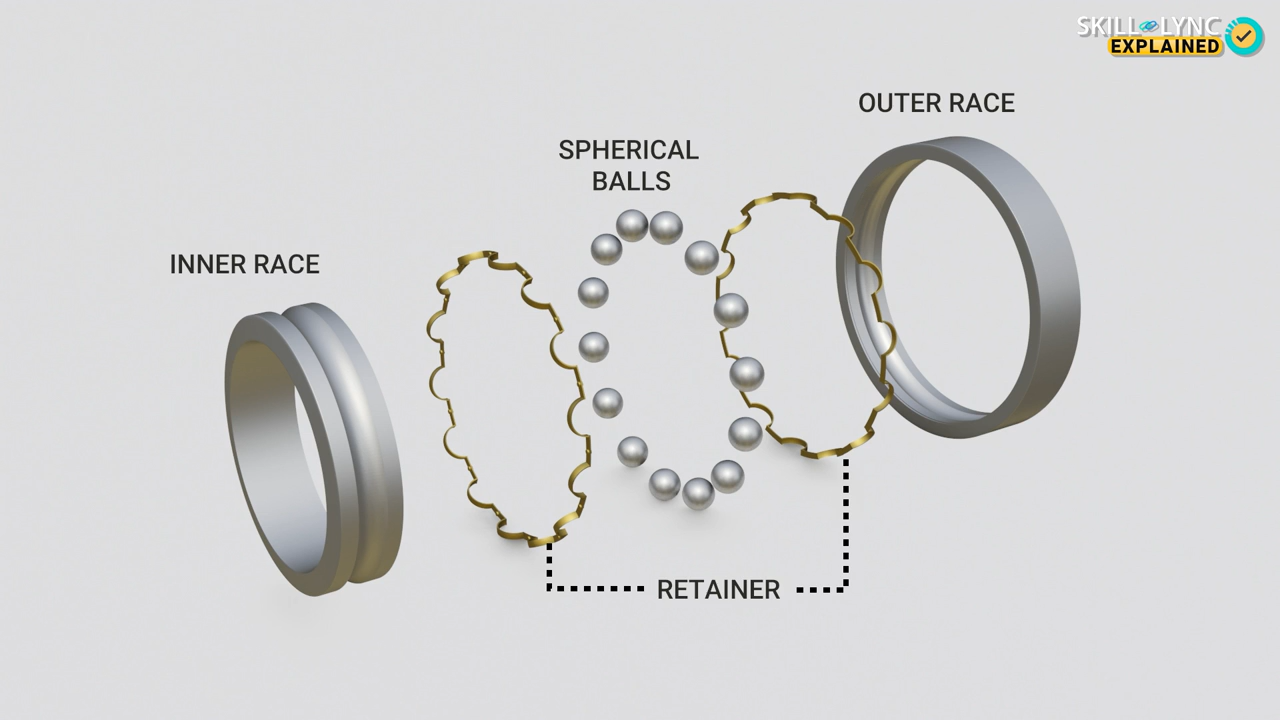 SKILL LYNC
EXPLAINED
OUTER RACE
SPHERICAL
BALLS
INNER RACE
RETAINER